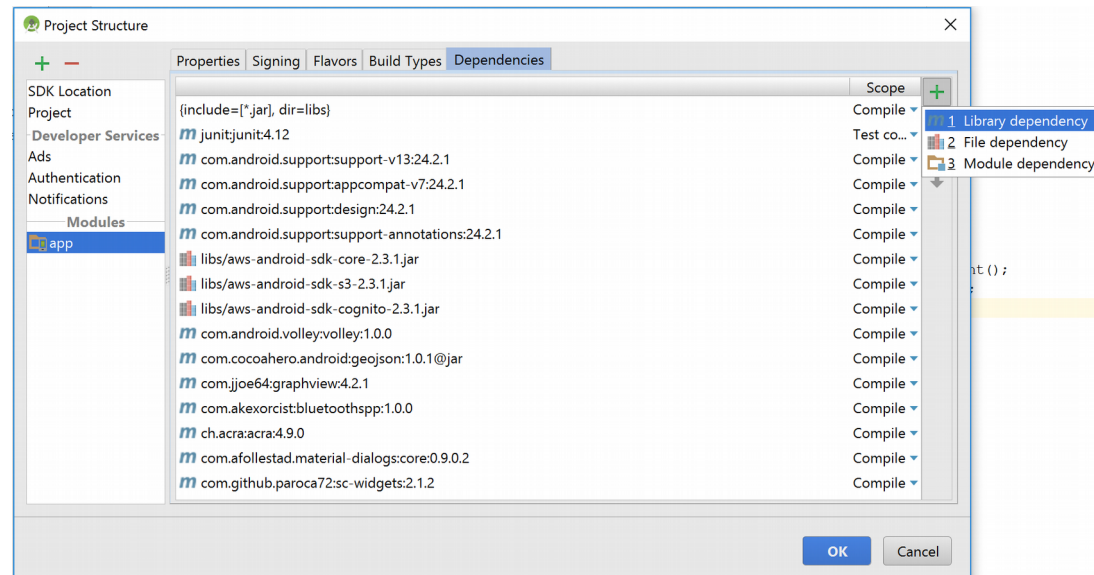 Project Structure
Properties Signing Flavors Build Types Dependencies
SDK Location
Project
Developer Services
Ads
Authentication
Notifications
Modules
app
Scope
{include=[*.jar], dir=libs} Compile
m junit:junit:4.12 Test co...
m com.android.support:support-v13:24.2.1 Compile
m com.android.support:appcompat-v7:24.2.1 Compile
m com.android.support:design:24.2.1 Compile
m com.android.support:support-annotations:24.2.1 Compile
libs/aws-android-sdk-core-2.3.1.jar Compile
libs/aws-android-sdk-s3-2.3.1.jar Compile
libs/aws-android-sdk-cognito-2.3.1.jar Compile
m com.android.volley:volley:1.0.0 Compile
m com.cocoahero.android:geojson:1.0.1@jar Compile
m com.jjoe64:graphview:4.2.1 Compile
m com.akexorcist:bluetoothspp:1.0.0 Compile
m ch.acra:acra:4.9.0 Compile
m com.afollestad.material-dialogs:core:0.9.0.2 Compile
m com.github.paroca72:sc-widgets:2.1.2 Compile
m 1 Library dependency
2 File dependency
3 Module dependency
nt();
;
OK Cancel